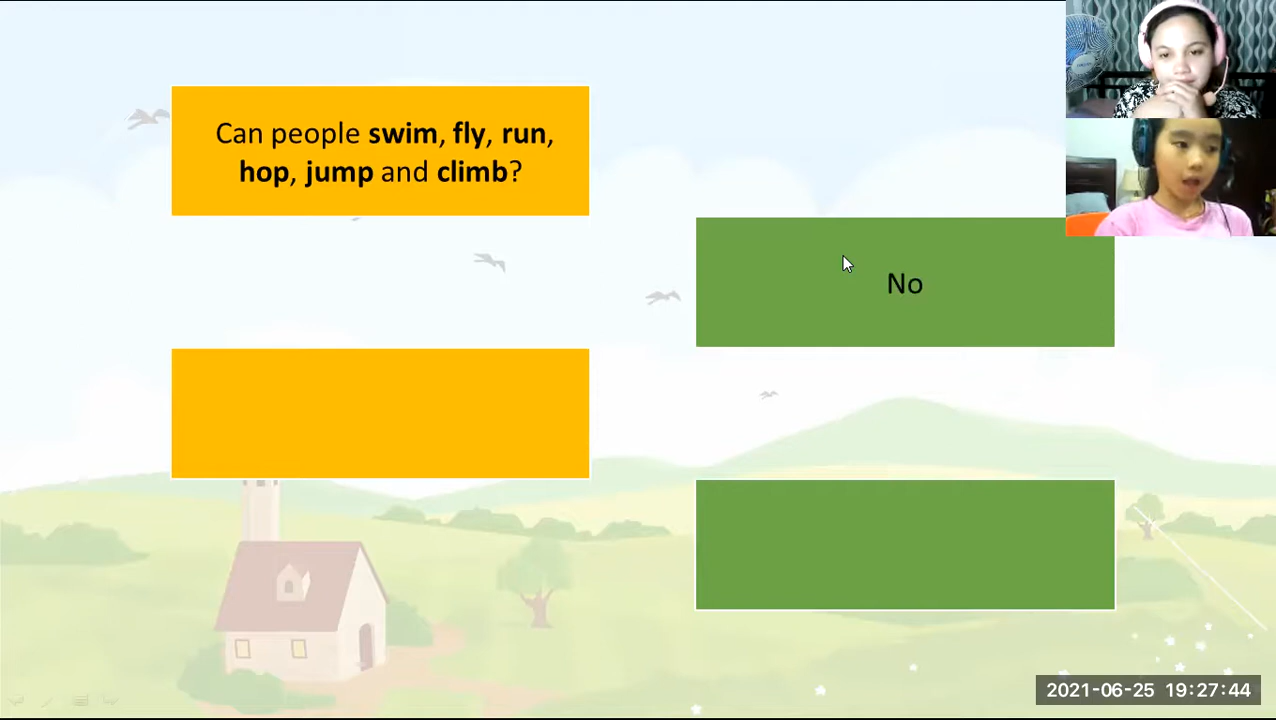 Can people swim, fly, run,
hop, jump and climb?
No
2021-06-25 19:27:44